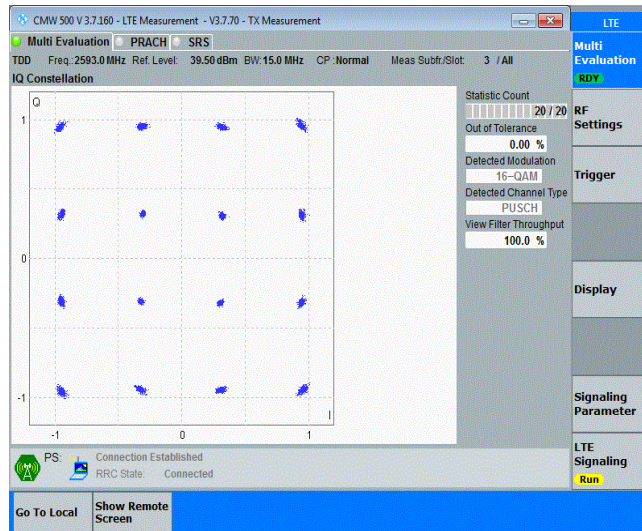 CMW 500 V 3.7.160 - LTE Measurement - V3.7.70 - TX Measurement
LTE
Multi Evaluation PRACH SRS
TDD Freq.: 2593.0 MHz Ref. Level: 39.50 dBm BW: 15.0 MHz CP : Normal Meas Subfr./Slot: 3 / All
IQ Constellation
Q
1
0
-1
-1
0
1
I
Statistic Count
20 / 20
Out of Tolerance
0.00 %
Detected Modulation
16-QAM
Detected Channel Type
PUSCH
View Filter Throughput
100.0 %
Multi
Evaluation
RDY
RF
Settings
Trigger
Display
Signaling
Parameter
LTE
Signaling
Run
PS: Connection Established
RRC State: Connected
Go To Local
Show Remote
Screen